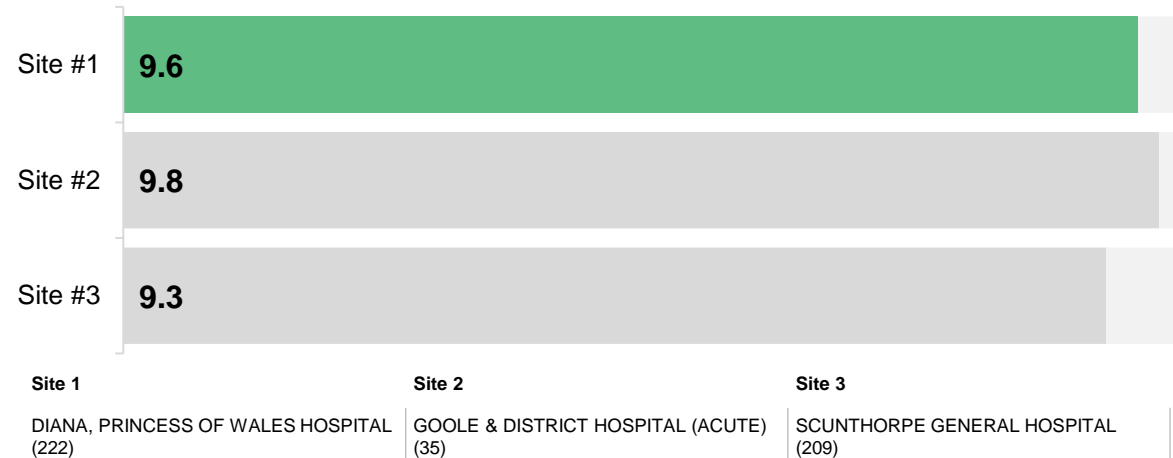 Site #1 9.6
Site #2 9.8
Site #3 9.3
Site 1 Site 2 Site 3
DIANA, PRINCESS OF WALES HOSPITAL GOOLE & DISTRICT HOSPITAL (ACUTE) SCUNTHORPE GENERAL HOSPITAL
(222) (35) (209)